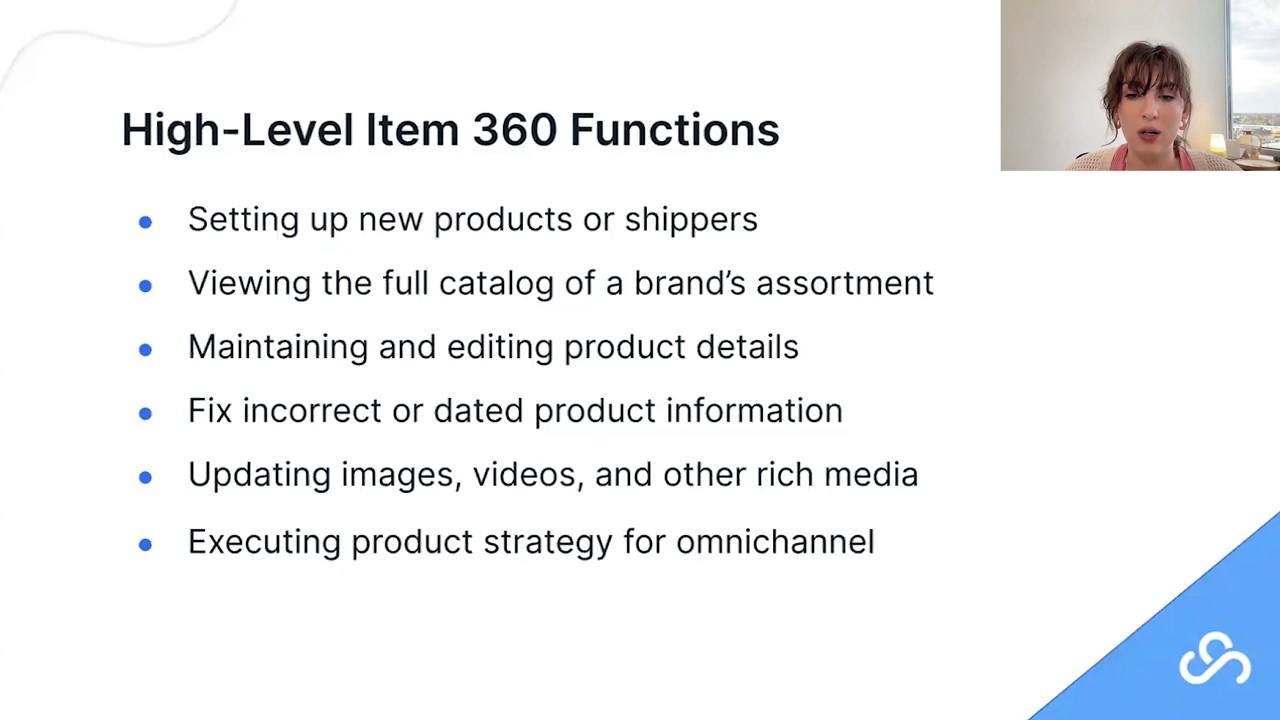 High-Level Item 360 Functions
Setting up new products or shippers
Viewing the full catalog of a brand’s assortment
Maintaining and editing product details
Fix incorrect or dated product information
Updating images, videos, and other rich media
Executing product strategy for omnichannel